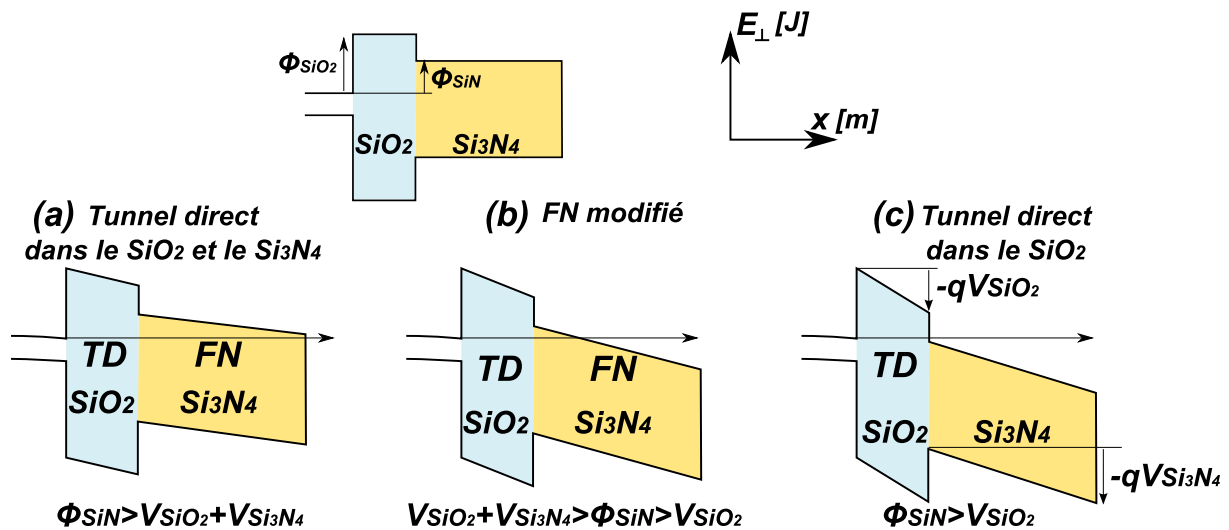 E⊥ [J]
x [m]
ΦSiO2
ΦSiN
SiO2
Si3N4
(a) Tunnel direct
dans le SiO2 et le Si3N4
TD
FN
SiO2
Si3N4
ΦSiN>VSiO2+VSi3N4
(b) FN modifié
TD
FN
SiO2
Si3N4
VSiO2+VSi3N4>ΦSiN>VSiO2
(c) Tunnel direct
dans le SiO2
-qVSiO2
TD
SiO2
Si3N4
-qVSi3N4
ΦSiN>VSiO2